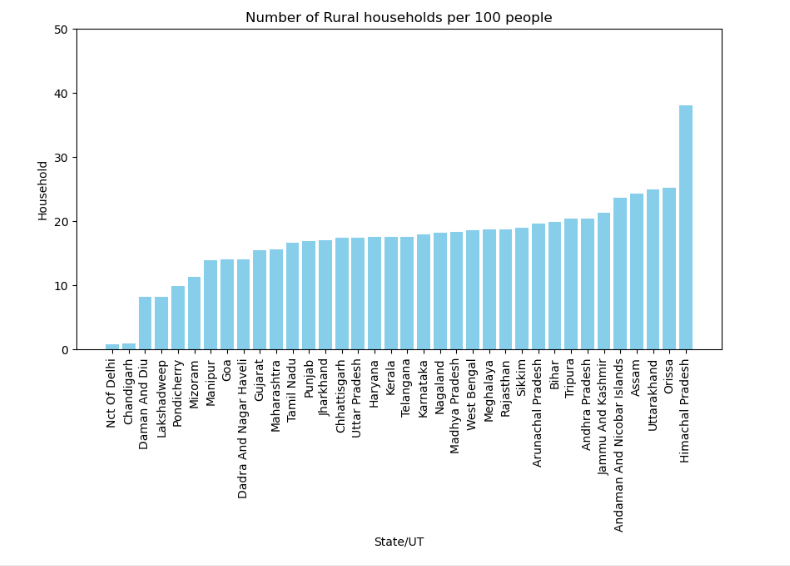 Number of Rural households per 100 people
50
40
30
20
10
0
Household
Nct Of Delhi
Chandigarh
Daman And Diu
Lakshadweep
Pondicherry
Mizoram
Manipur
Goa
Dadra And Nagar Haveli
Gujarat
Maharashtra
Tamil Nadu
Punjab
Jharkhand
Chhattisgarh
Uttar Pradesh
Haryana
Kerala
Telangana
Karnataka
Nagaland
Madhya Pradesh
West Bengal
Meghalaya
Rajasthan
Sikkim
Arunachal Pradesh
Bihar
Tripura
Andhra Pradesh
Jammu And Kashmir
Andaman And Nicobar Islands
Assam
Uttarakhand
Orissa
Himachal Pradesh
State/UT